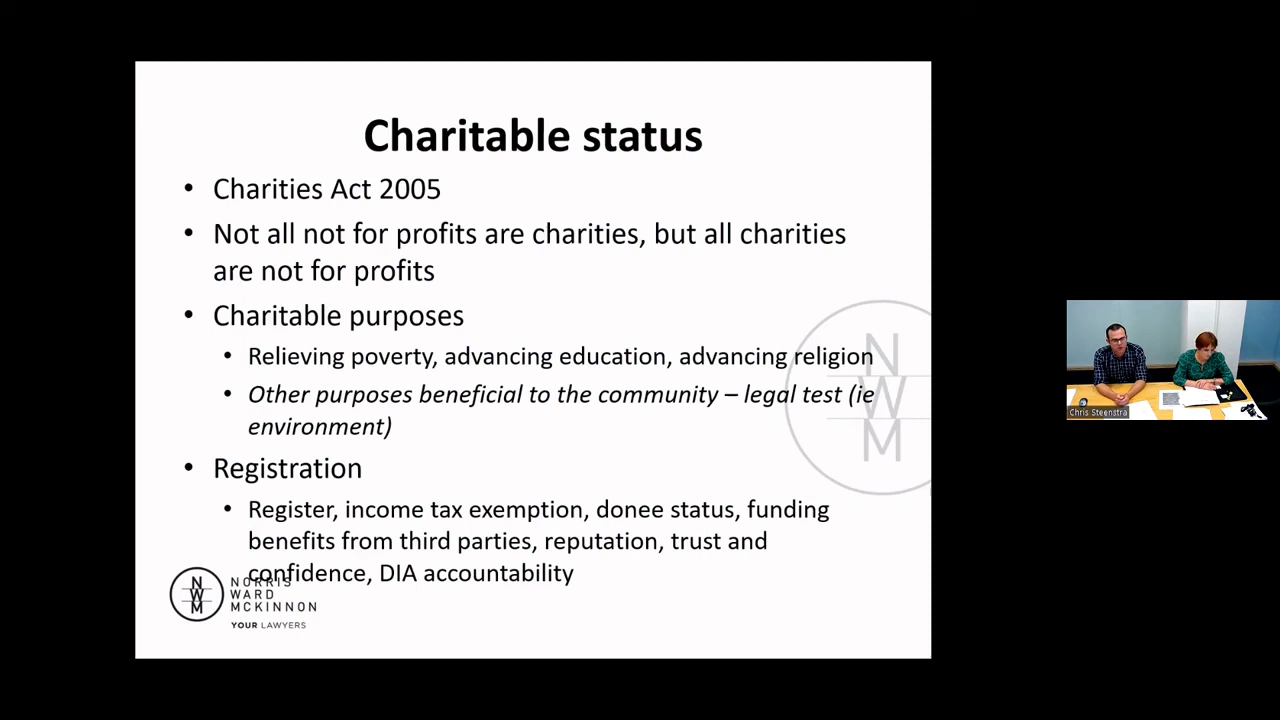 Charitable status
• Charities Act 2005
• Not all not for profits are charities, but all charities
are not for profits
• Charitable purposes
• Relieving poverty, advancing education, advancing religion
• Other purposes beneficial to the community – legal test (ie
environment)
• Registration
• Register, income tax exemption, donee status, funding
benefits from third parties, reputation, trust and
confidence, DIA accountability
N
W
M
NORRIS
WARD
MCKINNON
YOUR LAWYERS
N
W
M
Chris Steenstra